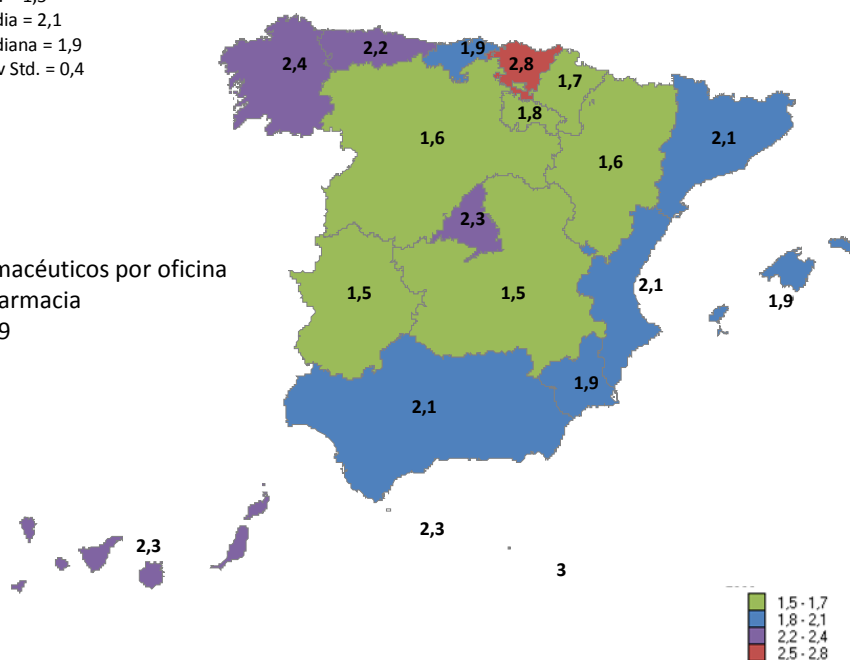 dia = 2,1
diana = 1,9
v Std. = 0,4
2,4
2,2
1,9
2,8
1,7
1,8
1,6
1,6
2,1
2,3
macéuticos por oficina
armacia
9
1,5
1,5
2,1
1,9
1,9
2,1
2,3
2,3
3
1,5 - 1,7
1,8 - 2,1
2,2 - 2,4
2,5 - 2,8